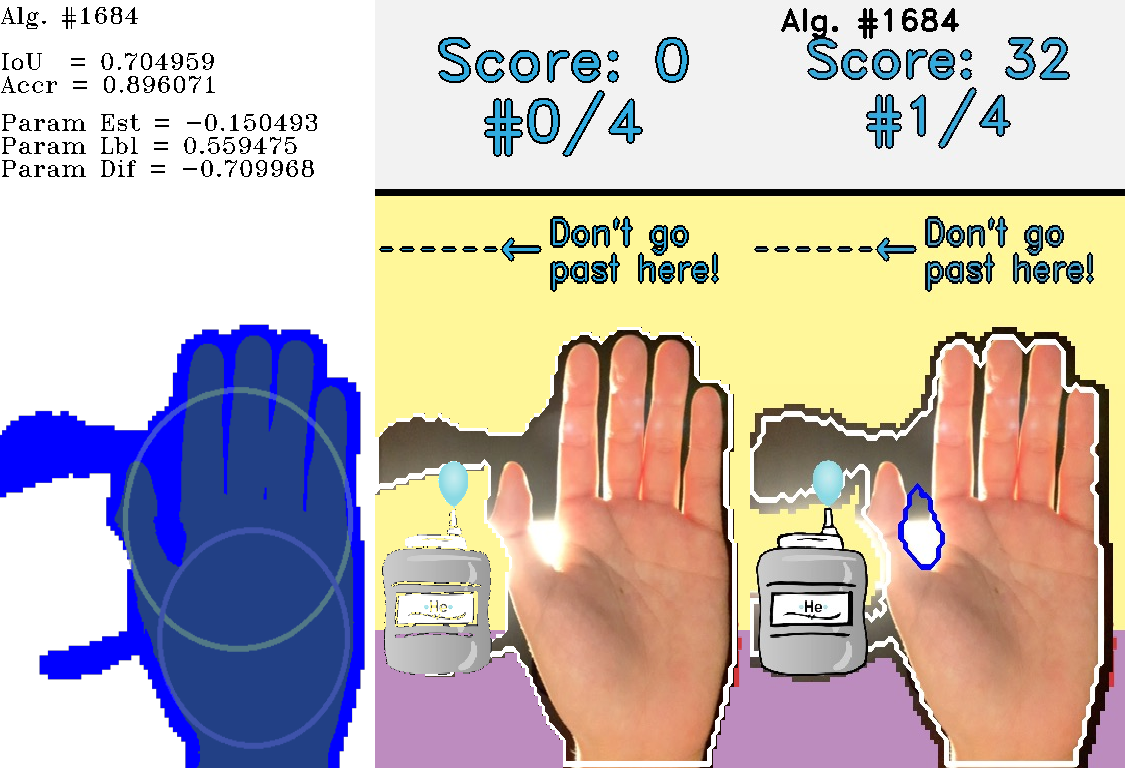 Alg. #1684
IoU = 0.704959
Accr = 0.896071
Param Est = −0.150493
Param Lbl = 0.559475
Param Dif = −0.709968
Score: 0
#0/4
Don't go
past here!
He
Alg. #1684
Score: 32
#1/4
Don't go
past here!
He